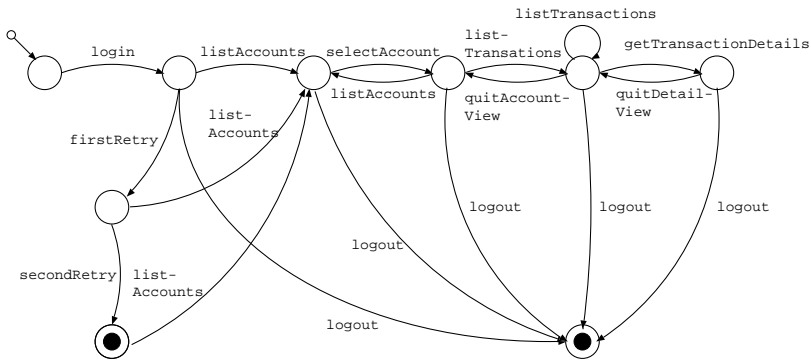 listTransactions
login
listAccounts
selectAccount
list-
Transations
getTransactionDetails
listAccounts
quitAccount-
View
quitDetail-
View
firstRetry
list-
Accounts
logout
logout
logout
logout
secondRetry
list-
Accounts
logout